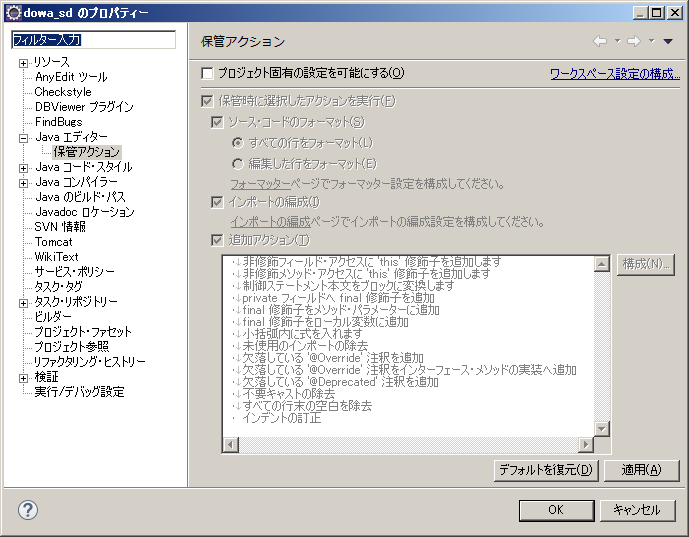 dowa_sd のプロパティー
フィルター入力
リソース
AnyEdit ツール
Checkstyle
DBViewer プラグイン
FindBugs
Java エディター
保管アクション
Java コード・スタイル
Java コンパイラー
Java のビルド・パス
Javadoc ロケーション
SVN 情報
Tomcat
WikiText
サービス・ポリシー
タスク・タグ
タスク・リポジトリー
ビルダー
プロジェクト・ファセット
プロジェクト参照
リファクタリング・ヒストリー
検証
実行/デバッグ設定
保管アクション
プロジェクト固有の設定を可能にする(O)
ワークスペース設定の構成...
保管時に選択したアクションを実行(F)
ソース・コードのフォーマット(S)
すべての行をフォーマット(L)
編集した行をフォーマット(E)
フォーマッターページでフォーマッター設定を構成してください。
インポートの編成(I)
インポートの編成ページでインポートの編成設定を構成してください。
追加アクション(T)
非修飾フィールド・アクセスに 'this' 修飾子を追加します
非修飾メソッド・アクセスに 'this' 修飾子を追加します
制御ステートメント本文をブロックに変換します
private フィールドへ final 修飾子を追加
final 修飾子をメソッド・パラメーターに追加
final 修飾子をローカル変数に追加
小括弧内に式を入れます
未使用のインポートの除去
欠落している '@Override' 注釈を追加
欠落している '@Override' 注釈をインターフェース・メソッドの実装へ追加
欠落している '@Deprecated' 注釈を追加
不要キャストの除去
すべての行末の空白を除去
インデントの訂正
構成(N)...
デフォルトを復元(D)
適用(A)
OK
キャンセル